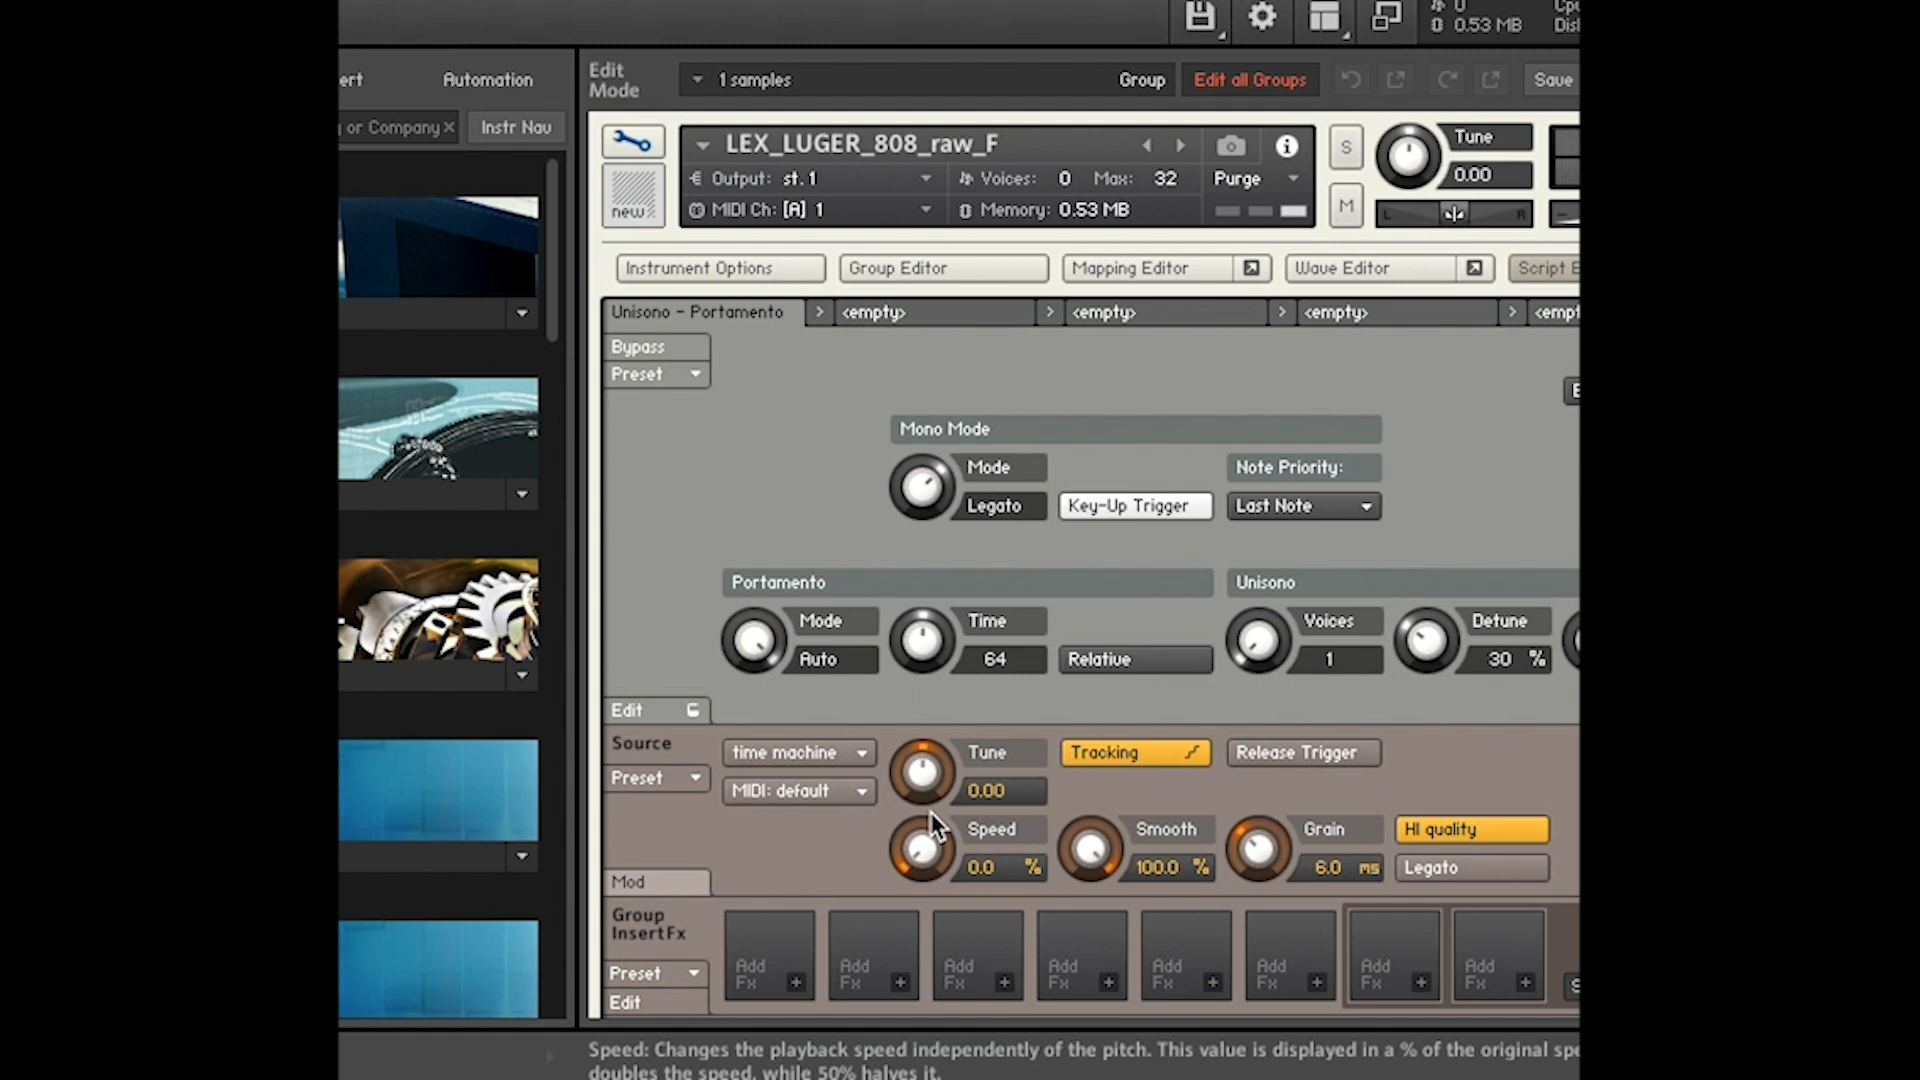 0
0.53 MB
Cpu
Disk
ert
Automation
or Company ×
Instr Nav
Edit
Mode
1 samples
Group
Edit all Groups
Save
LEX_LUGER_808_raw_F
Output: st. 1
Voices: 0 Max: 32
Purge
new
MIDI Ch: [A] 1
Memory: 0.53 MB
S
M
Tune
0.00
L
R
Instrument Options
Group Editor
Mapping Editor
Wave Editor
Script E
Unisono - Portamento
<empty>
<empty>
<empty>
<empt
Bypass
Preset
Mono Mode
Mode
Legato
Key-Up Trigger
Note Priority:
Last Note
Portamento
Mode
Auto
Time
64
Relative
Unisono
Voices
1
Detune
30 %
Edit
Source
Preset
time machine
MIDI: default
Tune
0.00
Tracking
Release Trigger
Speed
0.0 %
Smooth
100.0 %
Grain
6.0 ms
HI quality
Legato
Mod
Group
InsertFx
Preset
Edit
Add Fx +
Add Fx +
Add Fx +
Add Fx +
Add Fx +
Add Fx +
Add Fx +
Add Fx +
Speed: Changes the playback speed independently of the pitch. This value is displayed in a % of the original spe
doubles the speed, while 50% halves it.